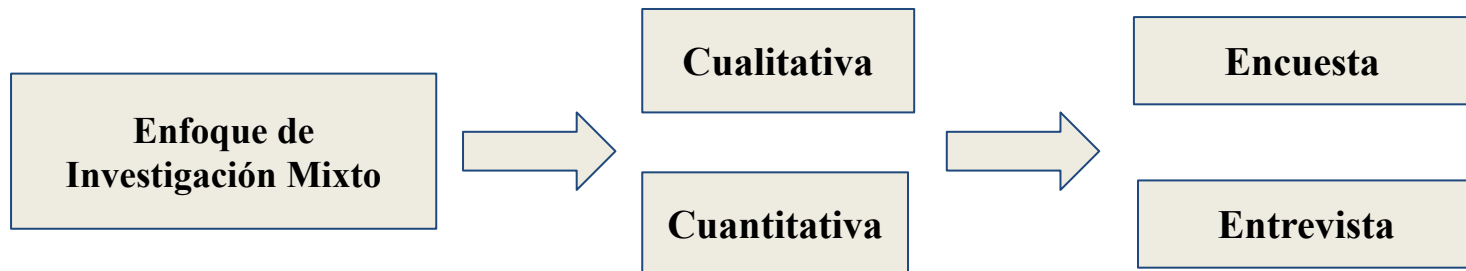 Enfoque de
Investigación Mixto
Cualitativa
Cuantitativa
Encuesta
Entrevista